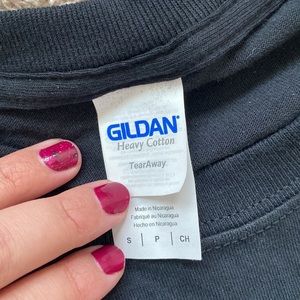 GILDAN®
Heavy Cotton
TearAway
Made in Nicaragua
Fabriqué au Nicaragua
Hecho en Nicaragua
S P CH